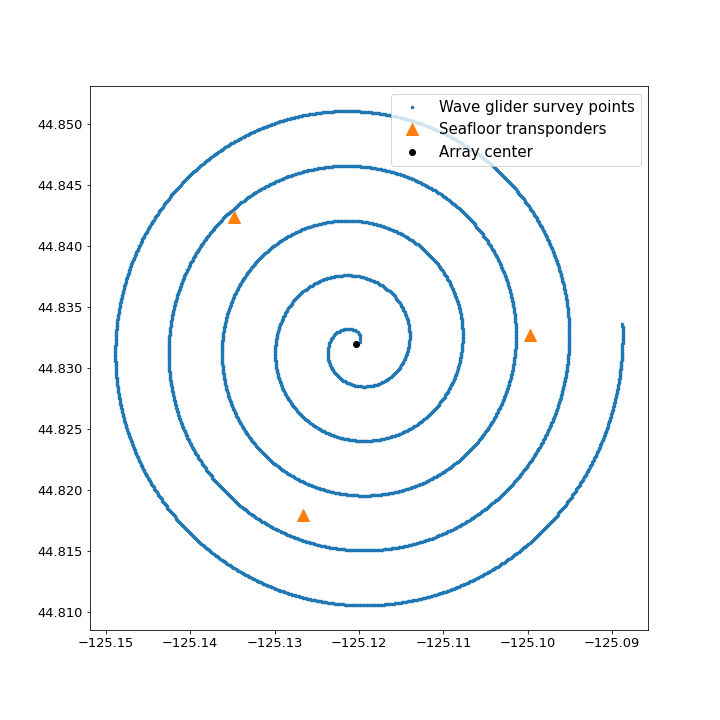 Wave glider survey points
Seafloor transponders
Array center
44.850
44.845
44.840
44.835
44.830
44.825
44.820
44.815
44.810
−125.15 −125.14 −125.13 −125.12 −125.11 −125.10 −125.09